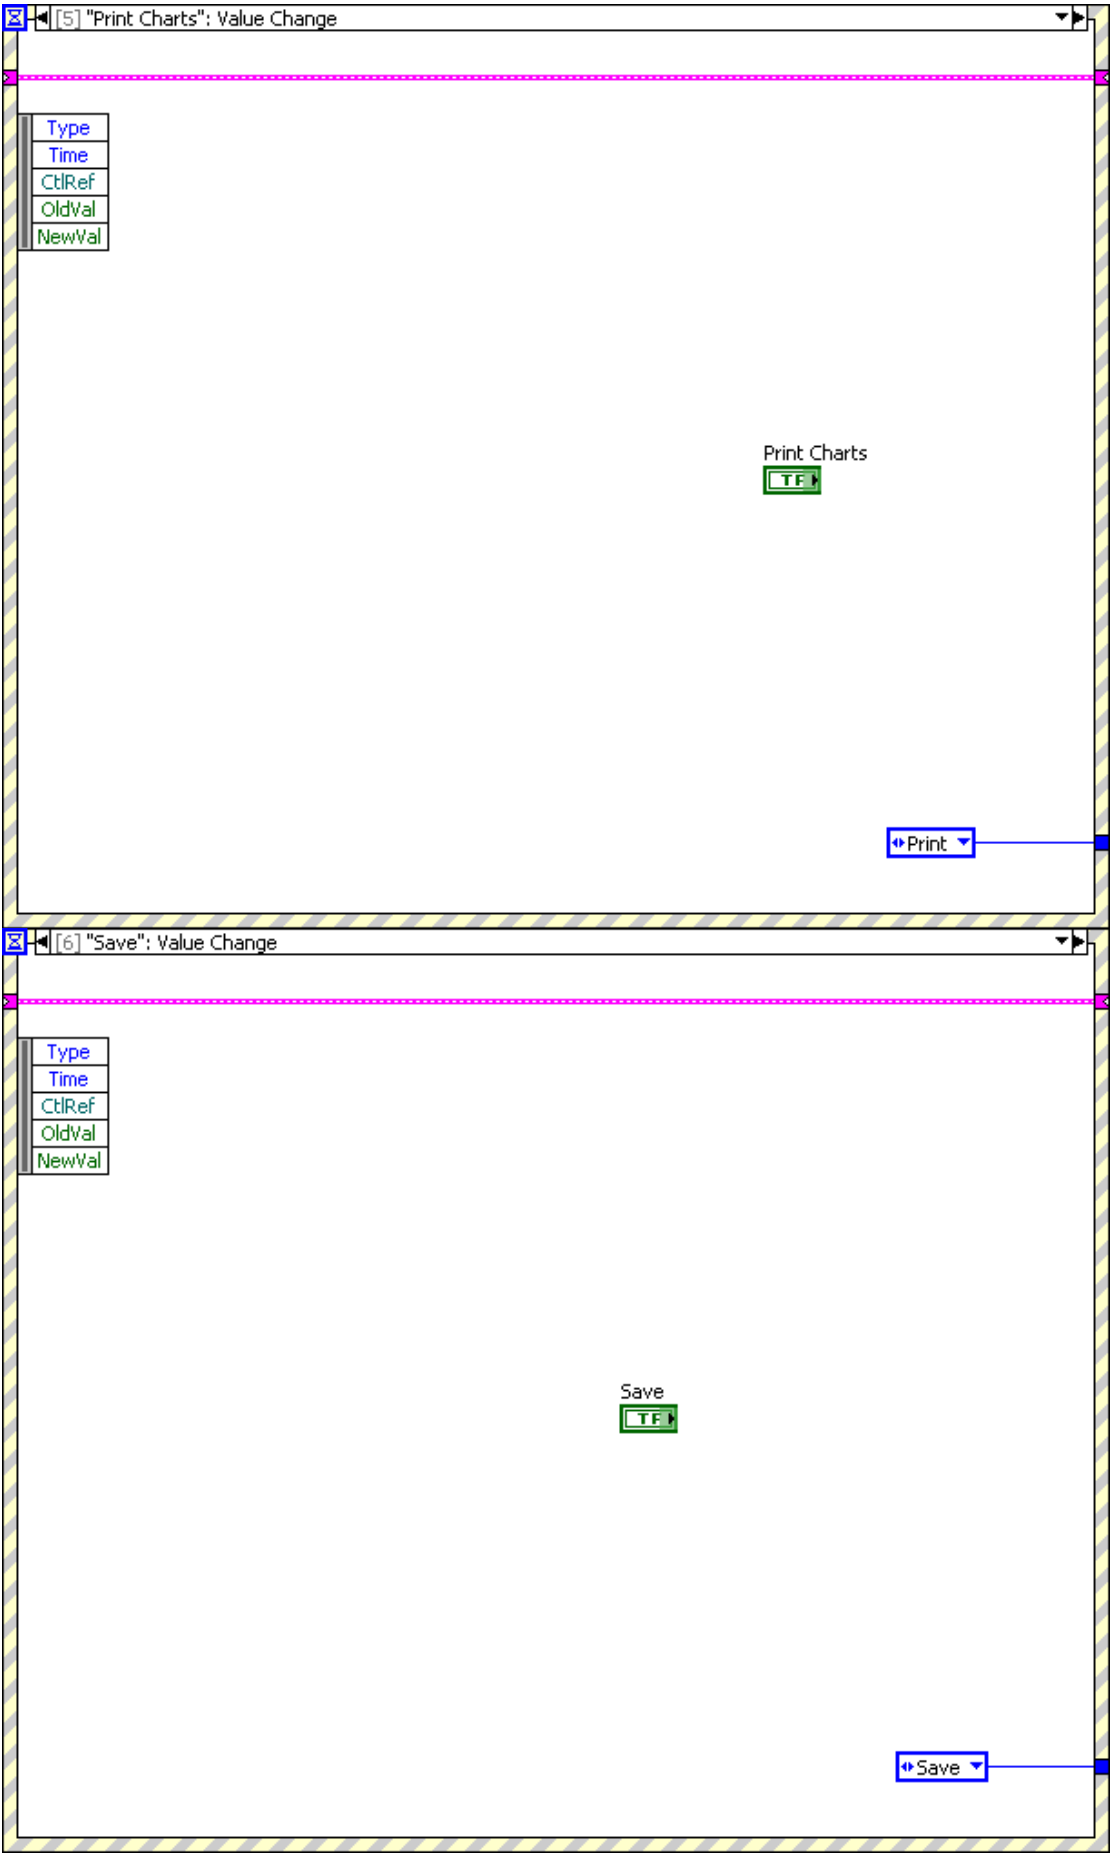 [5] "Print Charts": Value Change
Type
Time
CtlRef
OldVal
NewVal
Print Charts
TF
Print
[6] "Save": Value Change
Type
Time
CtlRef
OldVal
NewVal
Save
TF
Save